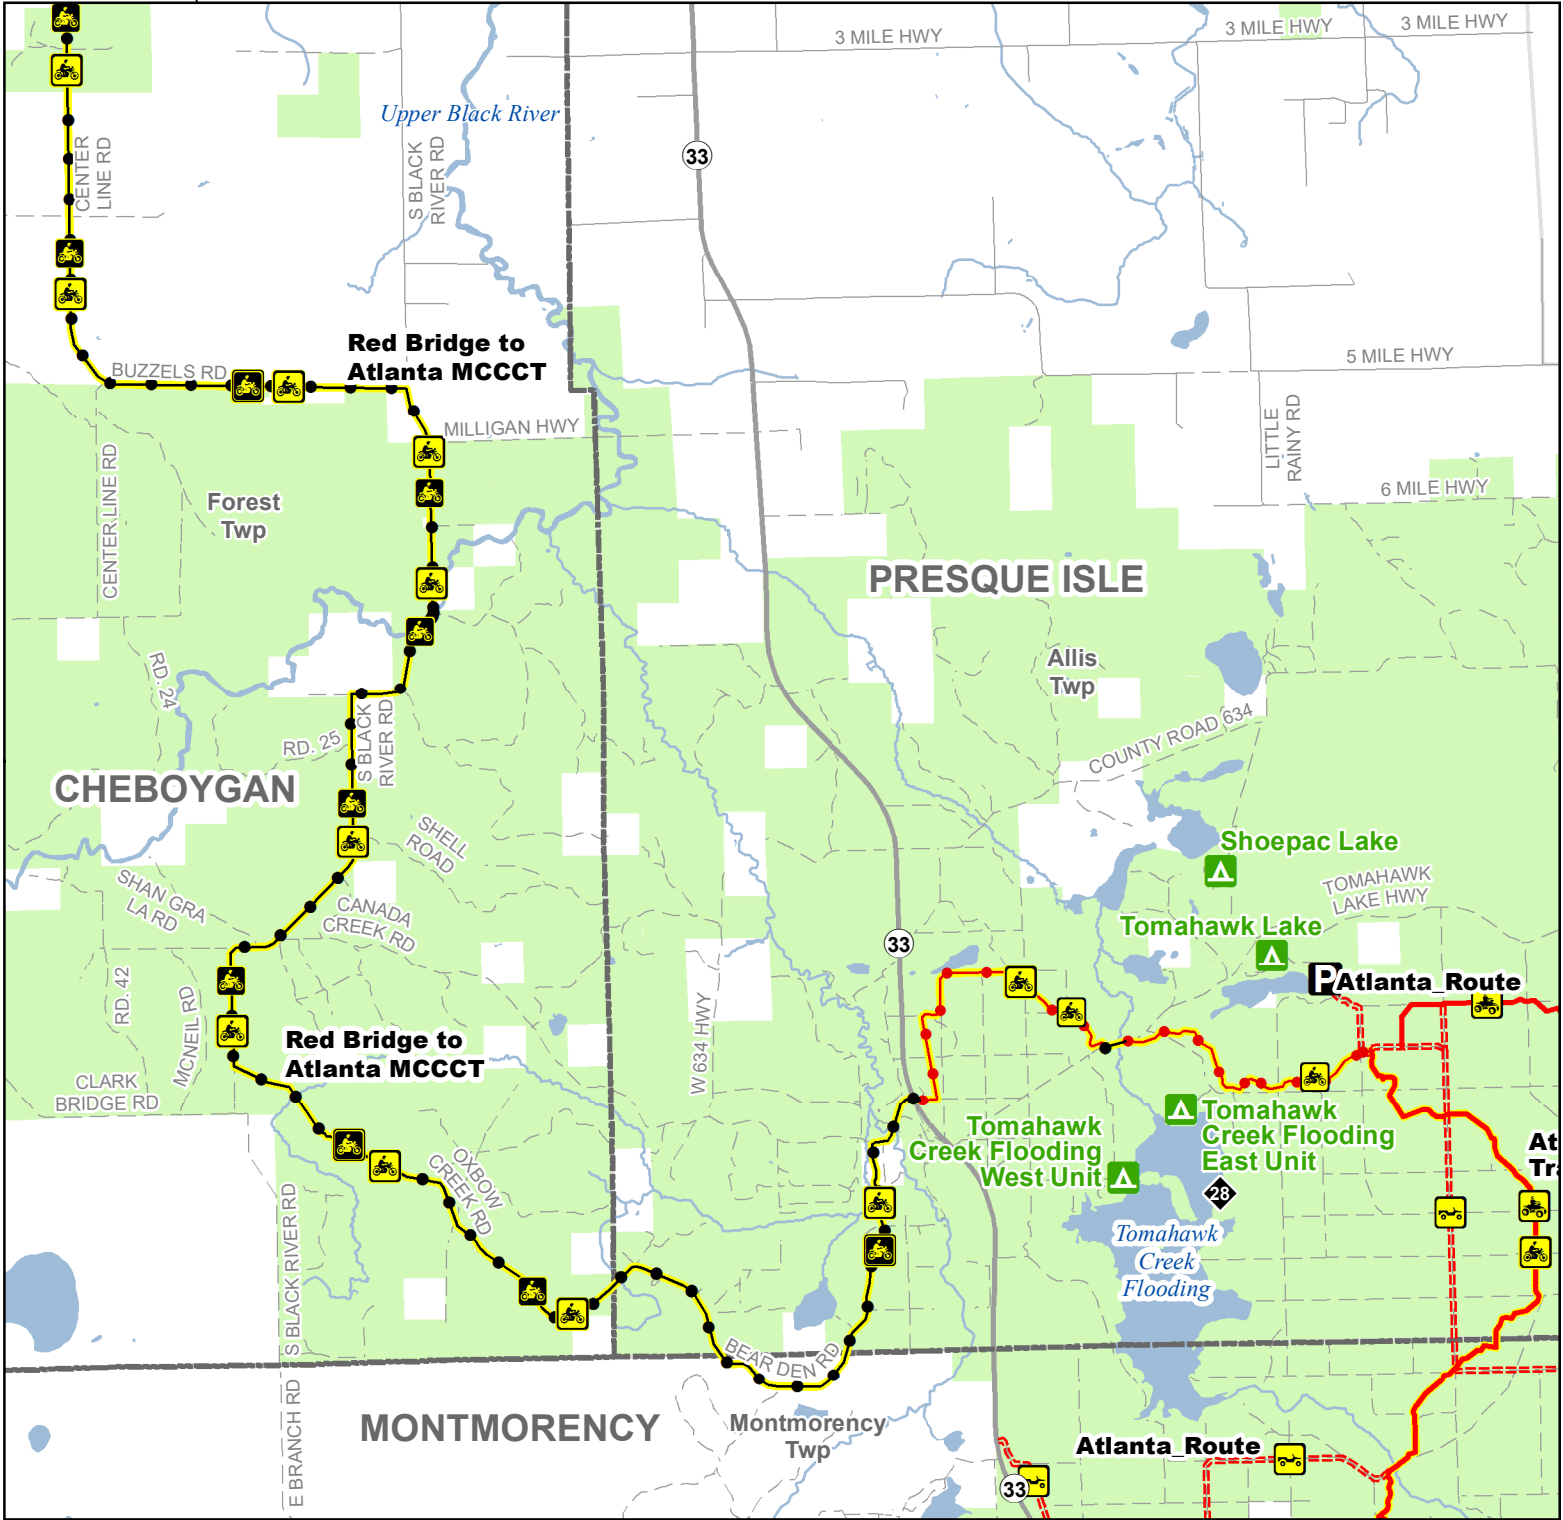 3 MILE HWY
3 MILE HWY
3 MILE HWY
Upper Black River
CENTER
LINE RD
S BLACK
RIVER RD
33
Red Bridge to
Atlanta MCCCT
BUZZELS RD
5 MILE HWY
LITTLE
RAINY RD
MILLIGAN HWY
CENTER LINE RD
Forest
Twp
6 MILE HWY
PRESQUE ISLE
Allis
Twp
RD. 24
RD. 25
S BLACK
RIVER RD
COUNTY ROAD 634
CHEBOYGAN
SHELL
ROAD
Shoepac Lake
TOMAHAWK
LAKE HWY
SHAN GRA
LA RD
CANADA
CREEK RD
Tomahawk Lake
33
RD. 42
MCNEIL RD
P
Atlanta_Route
W 634 HWY
Red Bridge to
Atlanta MCCCT
CLARK
BRIDGE RD
Tomahawk
Creek Flooding
West Unit
Tomahawk
Creek Flooding
East Unit
At
Tra
OXBOW
CREEK RD
28
S BLACK RIVER RD
Tomahawk
Creek
Flooding
BEAR DEN RD
E BRANCH RD
MONTMORENCY
Montmorency
Twp
Atlanta_Route
33